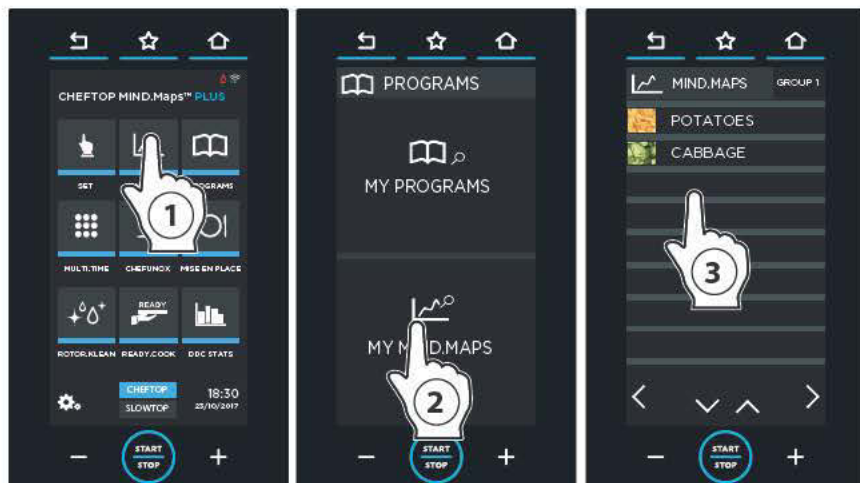 CHEFTOP MIND.Maps™ PLUS
SET
PROGRAMS
1
MULTI.TIME
CHEFUNOX
MISE EN PLACE
READY
ROTOR.KLEAN
READY.COOK
DDC STATS
CHEFTOP
SLOWTOP
18:30
25/10/2017
START
STOP
PROGRAMS
MY PROGRAMS
MY MIND.MAPS
2
START
STOP
MIND.MAPS
GROUP 1
POTATOES
CABBAGE
3
START
STOP